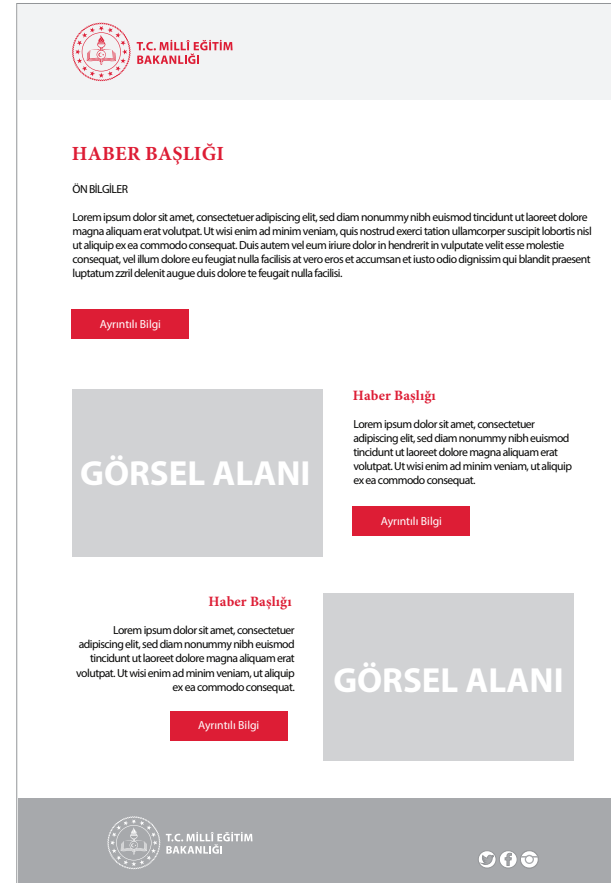 T.C. MİLLÎ EĞİTİM
BAKANLIĞI
HABER BAŞLIĞI
ÖN BİLGİLER
Lorem ipsum dolor sit amet, consectetuer adipiscing elit, sed diam nonummy nibh euismod tincidunt ut laoreet dolore
magna aliquam erat volutpat. Ut wisi enim ad minim veniam, quis nostrud exerci tation ullamcorper suscipit lobortis nisl
ut aliquip ex ea commodo consequat. Duis autem vel eum iriure dolor in hendrerit in vulputate velit esse molestie
consequat, vel illum dolore eu feugiat nulla facilisis at vero eros et accumsan et iusto odio dignissim qui blandit praesent
luptatum zzril delenit augue duis dolore te feugait nulla facilisi.
Ayrıntılı Bilgi
GÖRSEL ALANI
Haber Başlığı
Lorem ipsum dolor sit amet, consectetuer
adipiscing elit, sed diam nonummy nibh euismod
tincidunt ut laoreet dolore magna aliquam erat
volutpat. Ut wisi enim ad minim veniam, ut aliquip
ex ea commodo consequat.
Ayrıntılı Bilgi
Haber Başlığı
Lorem ipsum dolor sit amet, consectetuer
adipiscing elit, sed diam nonummy nibh euismod
tincidunt ut laoreet dolore magna aliquam erat
volutpat. Ut wisi enim ad minim veniam, ut aliquip
ex ea commodo consequat.
Ayrıntılı Bilgi
GÖRSEL ALANI
T.C. MİLLÎ EĞİTİM
BAKANLIĞI